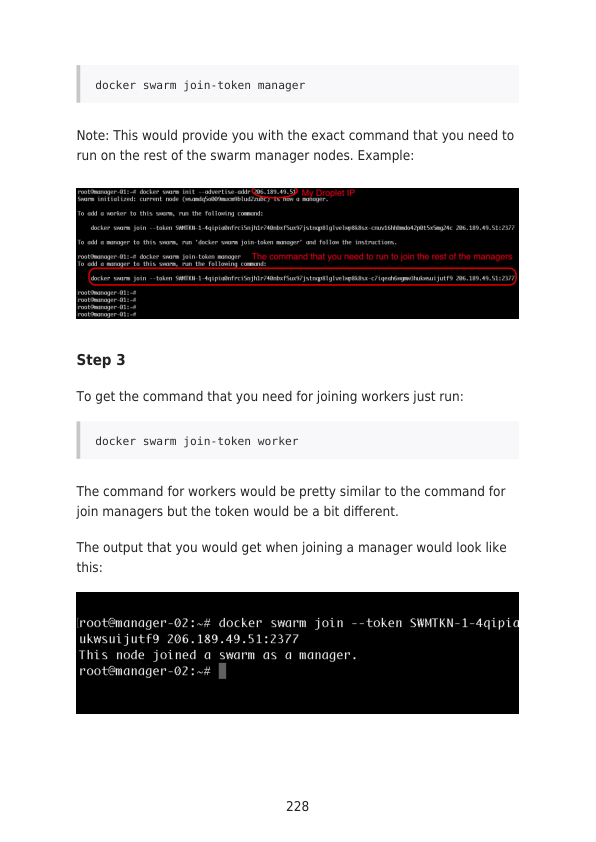 docker swarm join-token manager
Note: This would provide you with the exact command that you need to
run on the rest of the swarm manager nodes. Example:
root@manager-01:~# docker swarm init --advertise-addr 206.189.49.51 My Droplet IP
Swarm initialized: current node is now a manager.
To add a worker to this swarm, run the following command:
docker swarm join --token 206.189.49.51:2377
To add a manager to this swarm, run 'docker swarm join-token manager' and follow the instructions.
root@manager-01:~# docker swarm join-token manager The command that you need to run to join the rest of the managers
To add a manager to this swarm, run the following command:
docker swarm join --token 206.189.49.51:2377
root@manager-01:~#
root@manager-01:~#
root@manager-01:~#
root@manager-01:~#
Step 3
To get the command that you need for joining workers just run:
docker swarm join-token worker
The command for workers would be pretty similar to the command for
join managers but the token would be a bit different.
The output that you would get when joining a manager would look like
this:
root@manager-02:~# docker swarm join --token SWMTKN-1-4qipia
ukwsuijutf9 206.189.49.51:2377
This node joined a swarm as a manager.
root@manager-02:~#
228